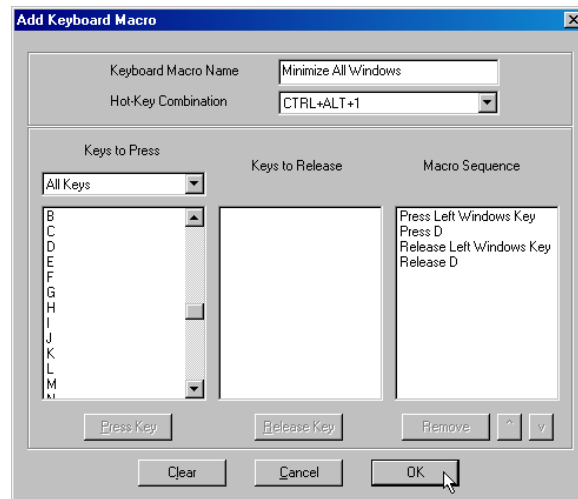 Add Keyboard Macro
Keyboard Macro Name
Minimize All Windows
Hot-Key Combination
CTRL+ALT+1
Keys to Press
Keys to Release
Macro Sequence
All Keys
B
C
D
E
F
G
H
I
J
K
L
M
N
Press Left Windows Key
Press D
Release Left Windows Key
Release D
Press Key
Release Key
Remove
^
v
Clear
Cancel
OK